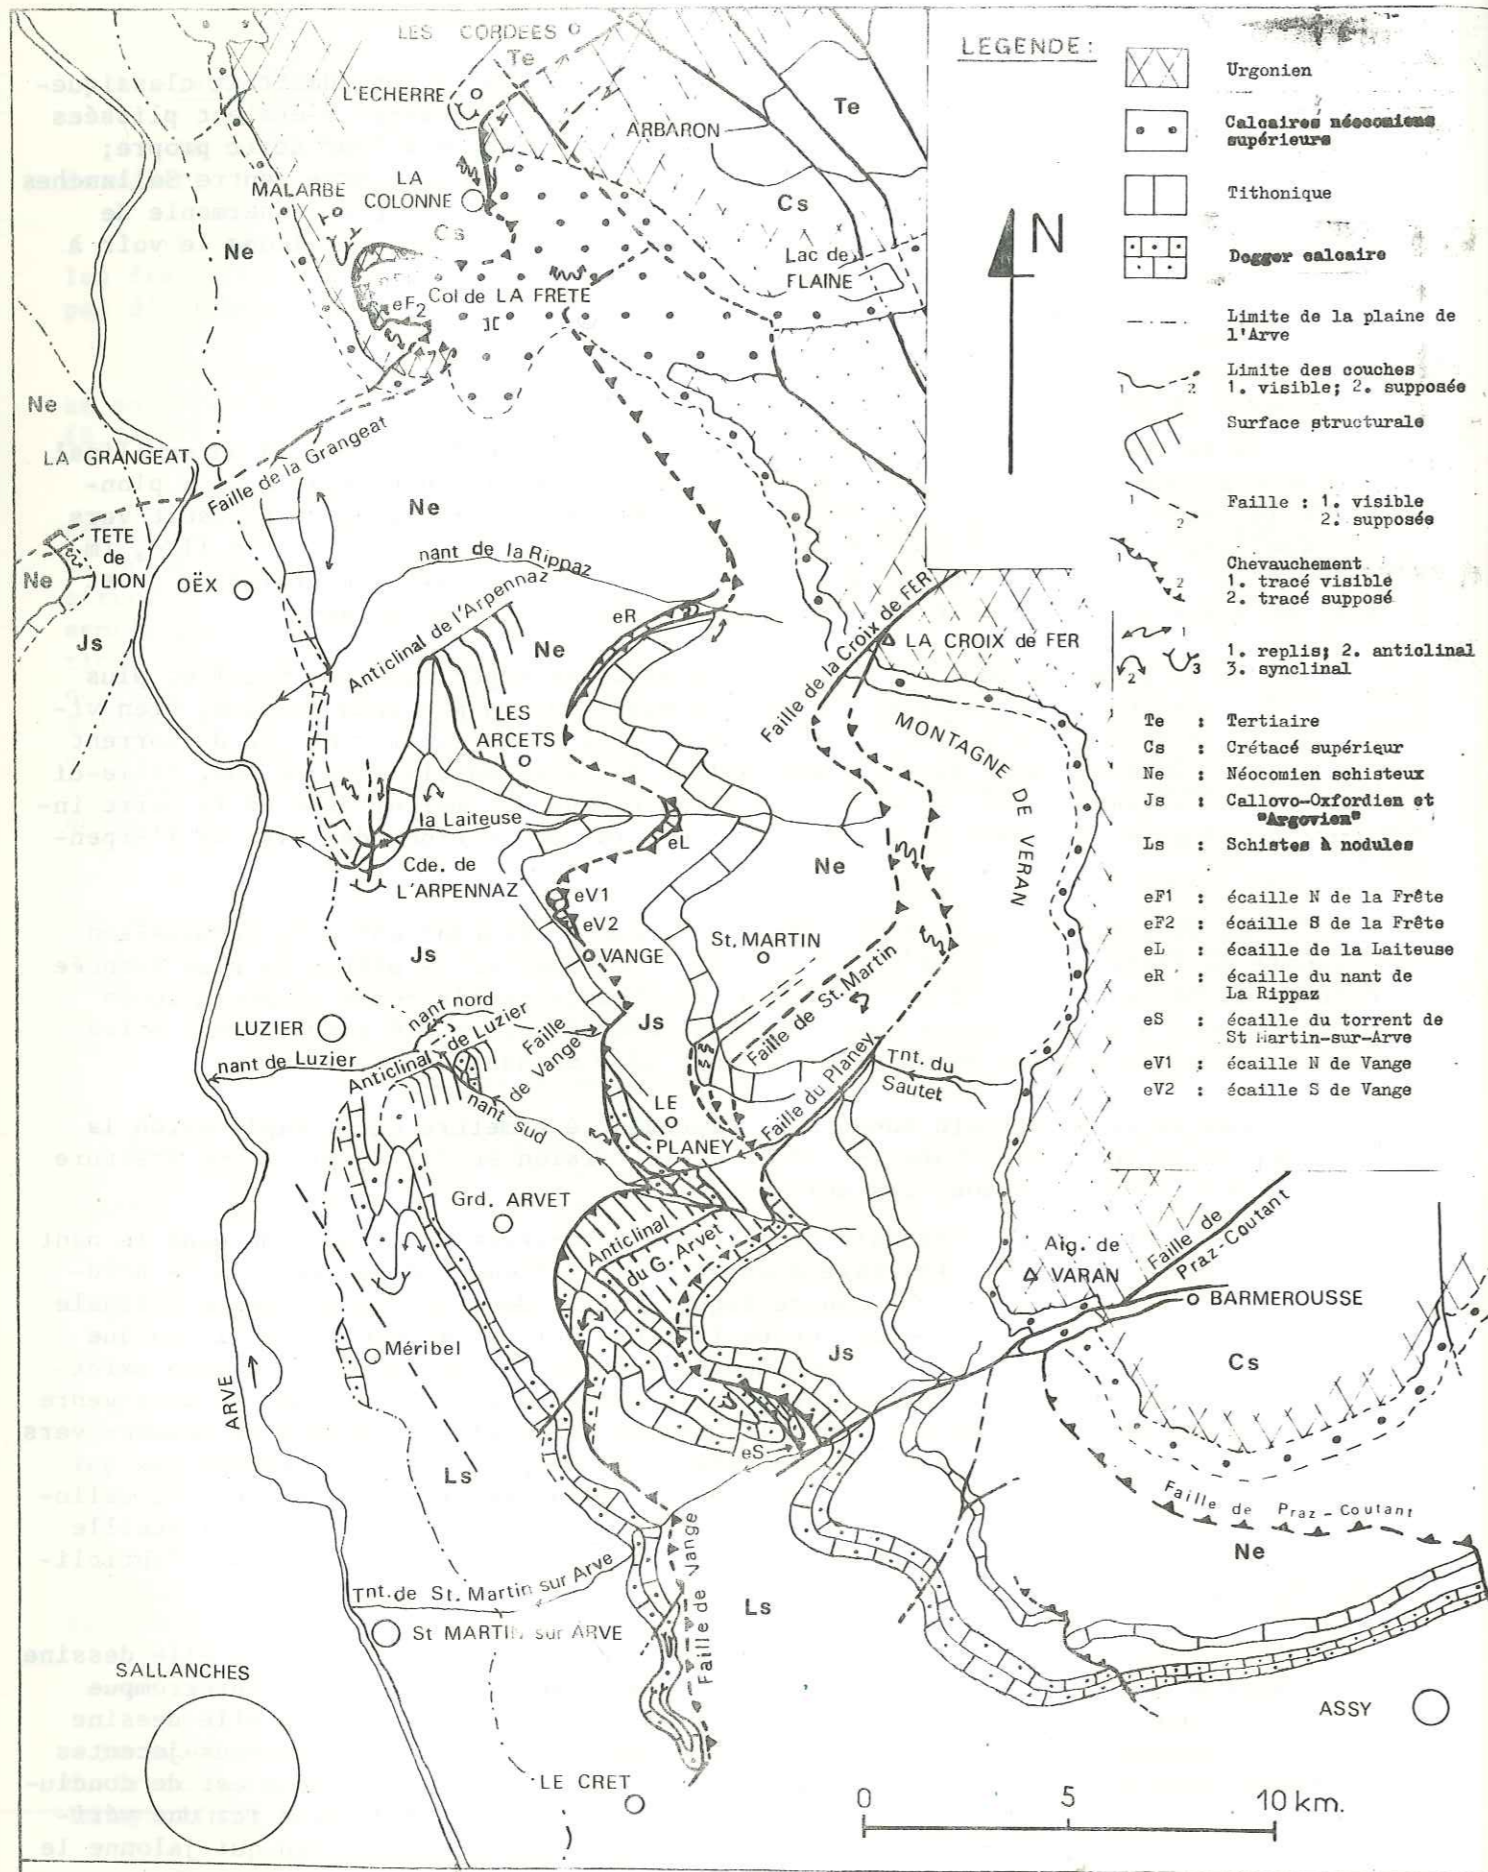 LES CORDEES
Te
L'ECHERRE
ARBARON
Te
MALARBE
LA
COLONNE
Cs
Cs
Ne
Lac de
FLAINE
eF2
Col de LA FRETE
Ne
LA GRANGEAT
Faille de la Grangeat
Ne
TETE
de
LION
nant de la Rippaz
Ne
OËX
Js
Anticlinal de l'Arpennaz
eR
Ne
Faille de la Croix de FER
LA CROIX de FER
LES
ARCETS
MONTAGNE DE VERAN
la Laiteuse
eL
Cde. de
L'ARPENNAZ
Ne
eV1
eV2
VANGE
St. MARTIN
Js
Js
Faille de St. Martin
nant nord
LUZIER
nant de Luzier
Anticlinal de Luzier
Faille
de Vange
nant sud
Faille du Planey
Tnt. du
Sautet
LE
PLANEY
Grd. ARVET
Anticlinal
du G. Arvet
Aig. de
VARAN
Faille de
Praz-Coutant
BARMEROUSSE
Méribel
Js
Cs
ARVE
Ls
eS
Faille de Praz-Coutant
Ne
Tnt. de St. Martin sur Arve
Faille de Vange
Ls
St MARTIN sur ARVE
SALLANCHES
ASSY
LE CRET
0 5 10 km.
N
LEGENDE :
Urgonien
Calcaires néocomiens
supérieurs
Tithonique
Dogger calcaire
Limite de la plaine de
l'Arve
Limite des couches
1. visible; 2. supposée
1 2
Surface structurale
Faille : 1. visible
2. supposée
1 2
Chevauchement
1. tracé visible
2. tracé supposé
1 2
1. replis; 2. anticlinal
3. synclinal
1 2 3
Te : Tertiaire
Cs : Crétacé supérieur
Ne : Néocomien schisteux
Js : Callovo-Oxfordien et
"Argovien"
Ls : Schistes à nodules
eF1 : écaille N de la Frête
eF2 : écaille S de la Frête
eL : écaille de la Laiteuse
eR : écaille du nant de
La Rippaz
eS : écaille du torrent de
St Martin-sur-Arve
eV1 : écaille N de Vange
eV2 : écaille S de Vange